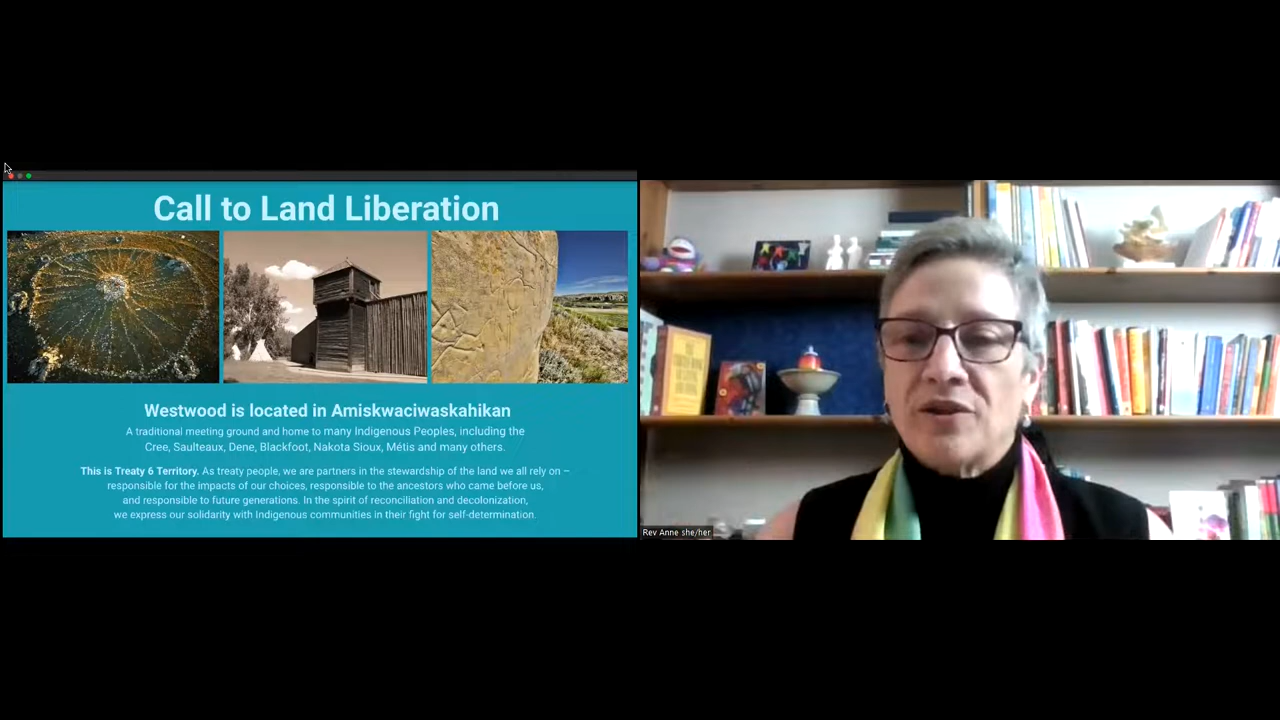 Call to Land Liberation
Westwood is located in Amiskwaciwaskahikan
A traditional meeting ground and home to many Indigenous Peoples, including the
Cree, Saulteaux, Dene, Blackfoot, Nakota Sioux, Métis and many others.
This is Treaty 6 Territory. As treaty people, we are partners in the stewardship of the land we all rely on –
responsible for the impacts of our choices, responsible to the ancestors who came before us,
and responsible to future generations. In the spirit of reconciliation and decolonization,
we express our solidarity with Indigenous communities in their fight for self-determination.
Rev Anne she/her